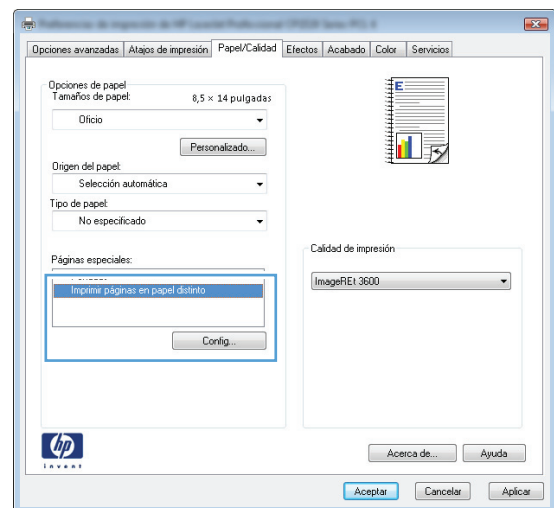 Opciones avanzadas Atajos de impresión Papel/Calidad Efectos Acabado Color Servicios
Opciones de papel
Tamaños de papel: 8,5 × 14 pulgadas
Oficio
Personalizado...
Origen del papel:
Selección automática
Tipo de papel:
No especificado
Páginas especiales:
Imprimir páginas en papel distinto
Config...
E
Calidad de impresión
ImageREt 3600
hp
invent
Acerca de... Ayuda
Aceptar Cancelar Aplicar